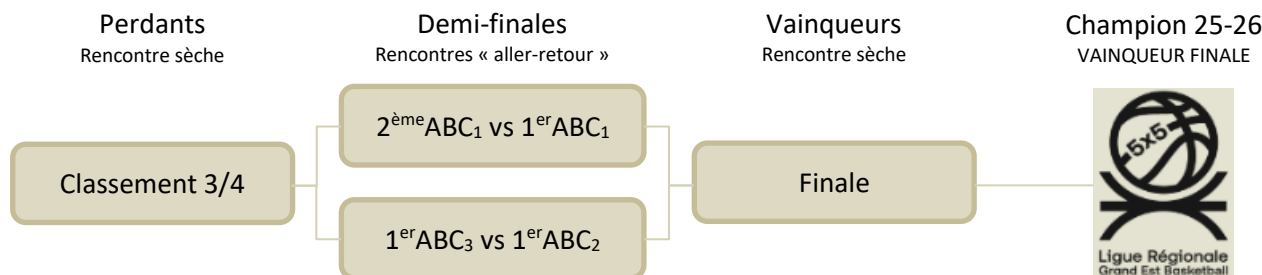 Perdants
Rencontre sèche
Demi-finales
Rencontres « aller-retour »
Vainqueurs
Rencontre sèche
Champion 25-26
VAINQUEUR FINALE
2èmeABC₁ vs 1erABC₁
Classement 3/4
Finale
1erABC₃ vs 1erABC₂
5x5
Ligue Régionale
Grand Est Basketball